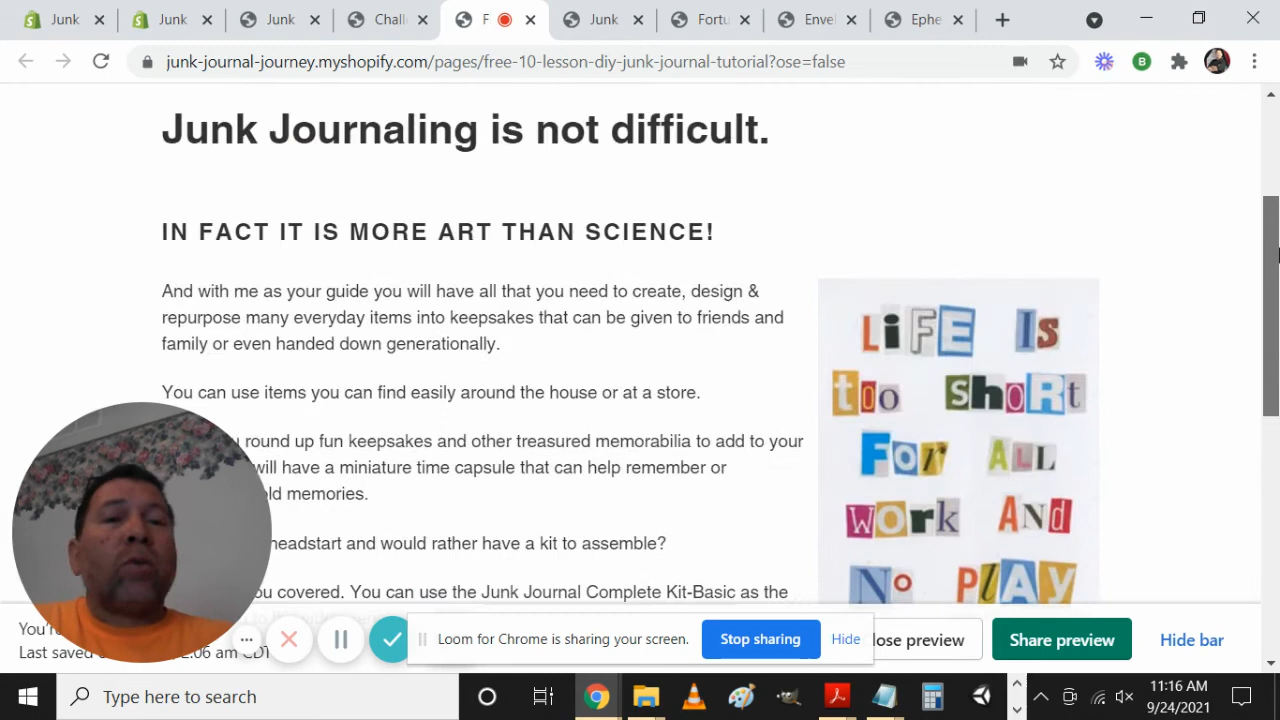 Junk
Junk
Junk
Chall
F
Junk
Fortu
Envel
Ephe
junk-journal-journey.myshopify.com/pages/free-10-lesson-diy-junk-journal-tutorial?ose=false
B
Junk Journaling is not difficult.
IN FACT IT IS MORE ART THAN SCIENCE!
And with me as your guide you will have all that you need to create, design &
repurpose many everyday items into keepsakes that can be given to friends and
family or even handed down generationally.
You can use items you can find easily around the house or at a store.
round up fun keepsakes and other treasured memorabilia to add to your
will have a miniature time capsule that can help remember or
old memories.
headstart and would rather have a kit to assemble?
covered. You can use the Junk Journal Complete Kit-Basic as the
LiFE Is
too shoRt
For ALL
Work AnD
No PlAY
You're
Last saved
2:06 am CDT
Loom for Chrome is sharing your screen.
Stop sharing
Hide
lose preview
Share preview
Hide bar
Type here to search
11:16 AM
9/24/2021